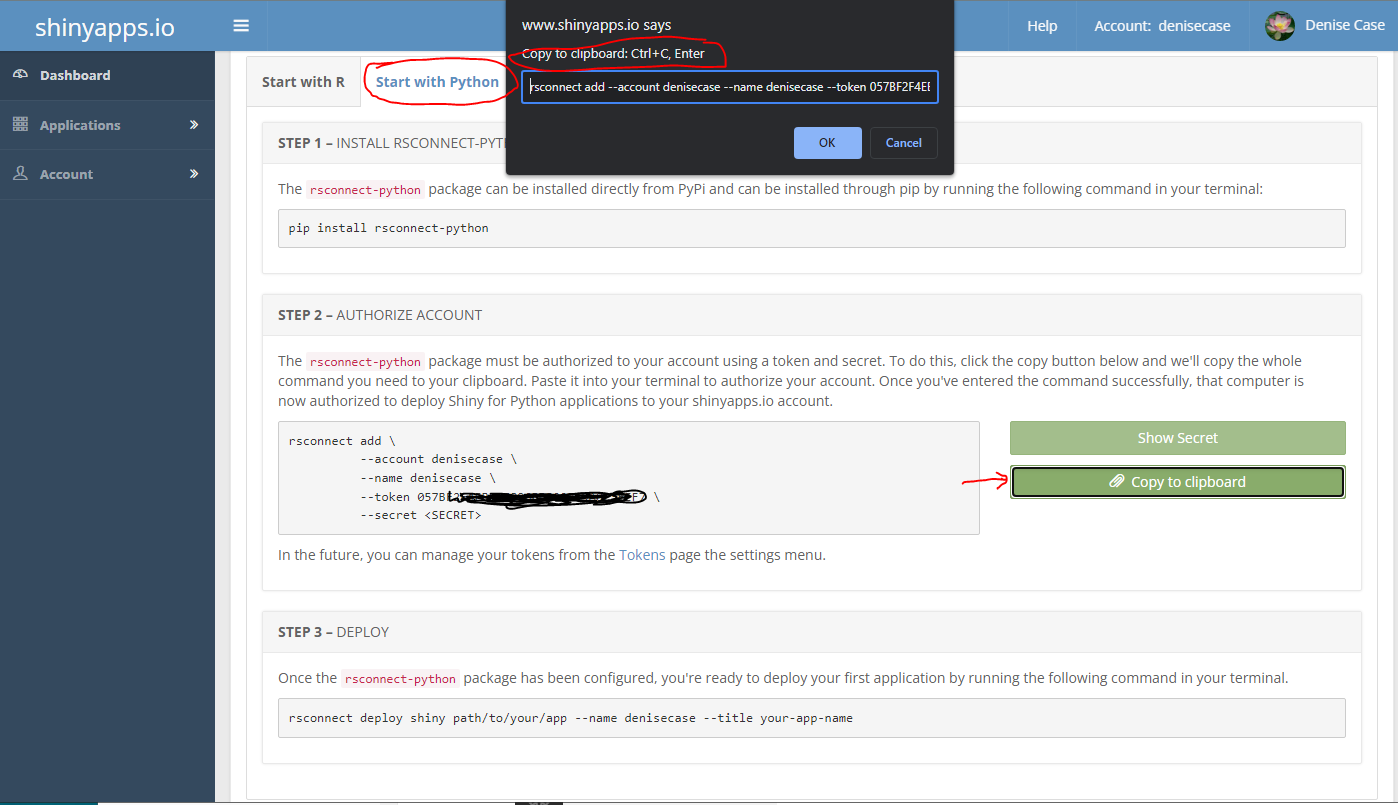 shinyapps.io
www.shinyapps.io says
Copy to clipboard: Ctrl+C, Enter
rsconnect add --account denisecase --name denisecase --token 057BF2F4E
OK
Cancel
Help
Account: denisecase
Denise Case
Dashboard
Applications
Account
Start with R
Start with Python
STEP 1 – INSTALL RSCONNECT-PYT
The rsconnect-python package can be installed directly from PyPi and can be installed through pip by running the following command in your terminal:
pip install rsconnect-python
STEP 2 – AUTHORIZE ACCOUNT
The rsconnect-python package must be authorized to your account using a token and secret. To do this, click the copy button below and we'll copy the whole
command you need to your clipboard. Paste it into your terminal to authorize your account. Once you've entered the command successfully, that computer is
now authorized to deploy Shiny for Python applications to your shinyapps.io account.
rsconnect add \
--account denisecase \
--name denisecase \
--token 057BF \
--secret <SECRET>
Show Secret
Copy to clipboard
In the future, you can manage your tokens from the Tokens page the settings menu.
STEP 3 – DEPLOY
Once the rsconnect-python package has been configured, you're ready to deploy your first application by running the following command in your terminal.
rsconnect deploy shiny path/to/your/app --name denisecase --title your-app-name